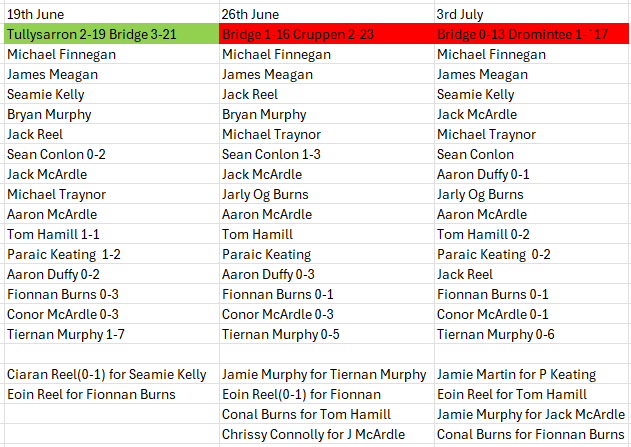 19th June 26th June 3rd July
Tullysarron 2-19 Bridge 3-21 Bridge 1-16 Cruppen 2-23 Bridge 0-13 Dromintee 1-`17
Michael Finnegan Michael Finnegan Michael Finnegan
James Meagan James Meagan James Meagan
Seamie Kelly Jack Reel Seamie Kelly
Bryan Murphy Bryan Murphy Jack McArdle
Jack Reel Michael Traynor Michael Traynor
Sean Conlon 0-2 Sean Conlon 1-3 Sean Conlon
Jack McArdle Jack McArdle Aaron Duffy 0-1
Michael Traynor Jarly Og Burns Jarly Og Burns
Aaron McArdle Aaron McArdle Aaron McArdle
Tom Hamill 1-1 Tom Hamill Tom Hamill 0-2
Paraic Keating 1-2 Paraic Keating Paraic Keating 0-2
Aaron Duffy 0-2 Aaron Duffy 0-3 Jack Reel
Fionnan Burns 0-3 Fionnan Burns 0-1 Fionnan Burns 0-1
Conor McArdle 0-3 Conor McArdle 0-3 Conor McArdle 0-1
Tiernan Murphy 1-7 Tiernan Murphy 0-5 Tiernan Murphy 0-6
Ciaran Reel(0-1) for Seamie Kelly Jamie Murphy for Tiernan Murphy Jamie Martin for P Keating
Eoin Reel for Fionnan Burns Eoin Reel(0-1) for Fionnan Eoin Reel for Tom Hamill
Conal Burns for Tom Hamill Jamie Murphy for Jack McArdle
Chrissy Connolly for J McArdle Conal Burns for Fionnan Burns